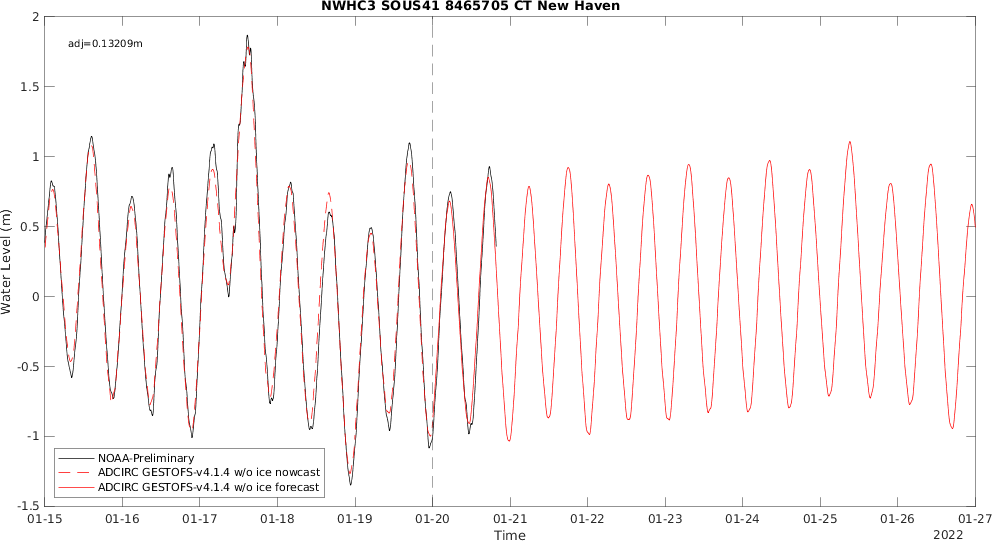 NWHC3 SOUS41 8465705 CT New Haven
adj=0.13209m
2
1.5
1
0.5
0
-0.5
-1
-1.5
Water Level (m)
NOAA-Preliminary
ADCIRC GESTOFS-v4.1.4 w/o ice nowcast
ADCIRC GESTOFS-v4.1.4 w/o ice forecast
01-15 01-16 01-17 01-18 01-19 01-20 01-21 01-22 01-23 01-24 01-25 01-26 01-27
Time
2022